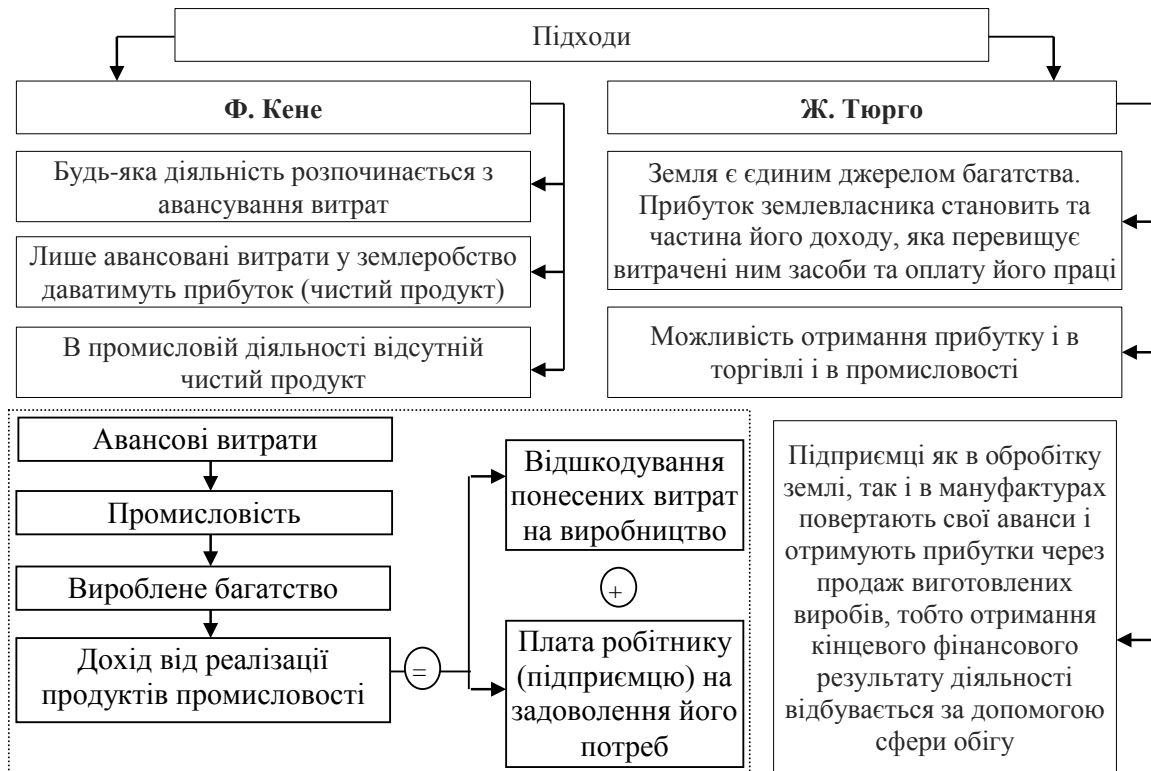 Підходи
Ф. Кене
Будь-яка діяльність розпочинається з
авансування витрат
Лише авансовані витрати у землеробство
даватимуть прибуток (чистий продукт)
В промисловій діяльності відсутній
чистий продукт
Авансові витрати
Промисловість
Вироблене багатство
Дохід від реалізації
продуктів промисловості
=
Відшкодування
понесених витрат
на виробництво
+
Плата робітнику
(підприємцю) на
задоволення його
потреб
Ж. Тюрго
Земля є єдиним джерелом багатства.
Прибуток землевласника становить та
частина його доходу, яка перевищує
витрачені ним засоби та оплату його праці
Можливість отримання прибутку і в
торгівлі і в промисловості
Підприємці як в обробітку
землі, так і в мануфактурах
повертають свої аванси і
отримують прибутки через
продаж виготовлених
виробів, тобто отримання
кінцевого фінансового
результату діяльності
відбувається за допомогою
сфери обігу